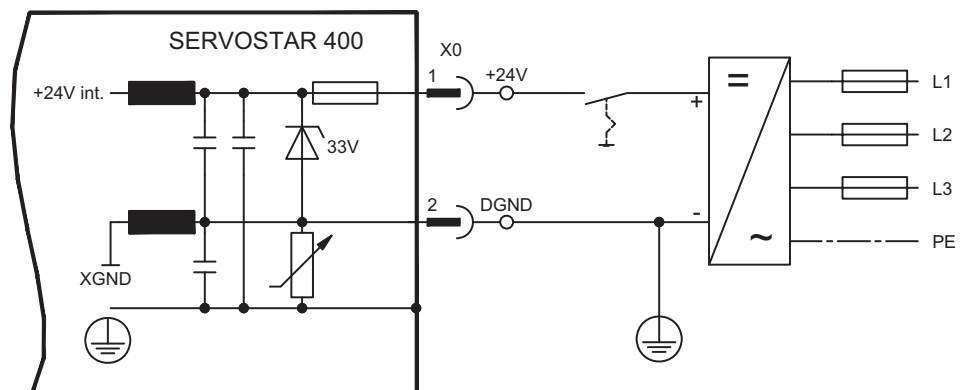 SERVOSTAR 400
X0
+24V int.
1
+24V
+
=
L1
L2
33V
L3
2
DGND
-
~
PE
XGND